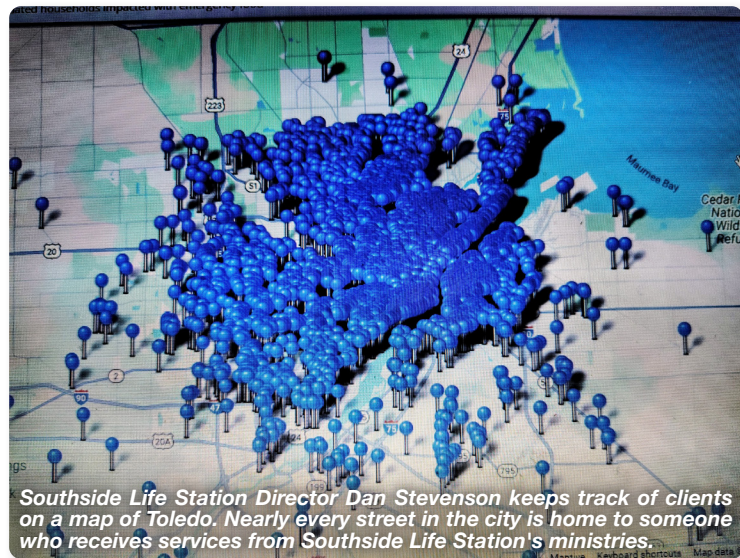 ated households impacted with emergency food
24
223
75
51
Maumee Bay
Cedar
Natio
Wild
Refu
20
2
90
20A
24
75
795
ngs
Southside Life Station Director Dan Stevenson keeps track of clients
on a map of Toledo. Nearly every street in the city is home to someone
who receives services from Southside Life Station's ministries.
Keyboard shortcuts
Map data